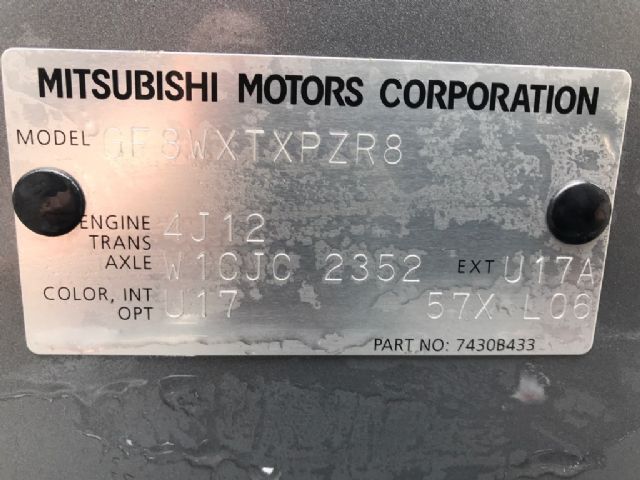 MITSUBISHI MOTORS CORPORATION
MODEL GF8WXTXPZR8
ENGINE 4J12
TRANS
AXLE W1CJC 2352 EXT U17A
COLOR, INT U17 57X L06
OPT
PART NO: 7430B433